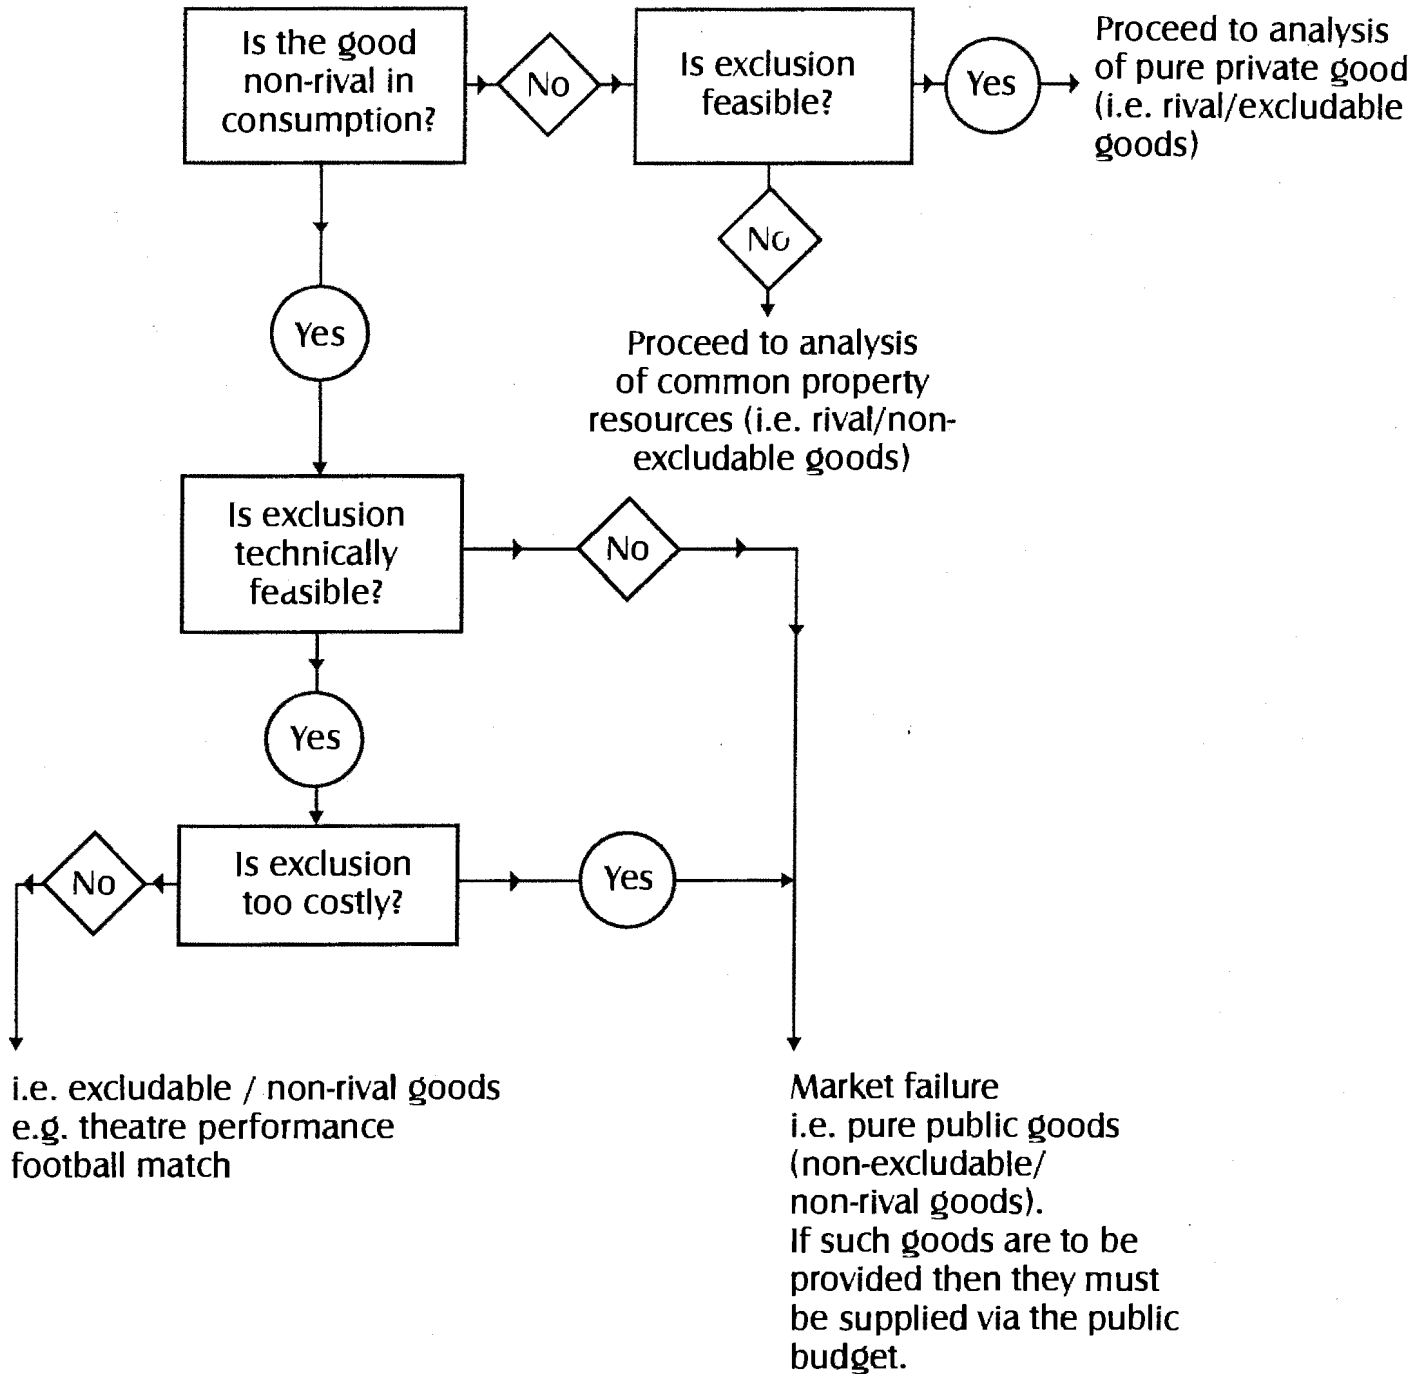 Is the good
non-rival in
consumption?
No
Is exclusion
feasible?
Yes
Proceed to analysis
of pure private good
(i.e. rival/excludable
goods)
No
Yes
Proceed to analysis
of common property
resources (i.e. rival/non-
excludable goods)
Is exclusion
technically
feasible?
No
Yes
No
Is exclusion
too costly?
Yes
i.e. excludable / non-rival goods
e.g. theatre performance
football match
Market failure
i.e. pure public goods
(non-excludable/
non-rival goods).
If such goods are to be
provided then they must
be supplied via the public
budget.